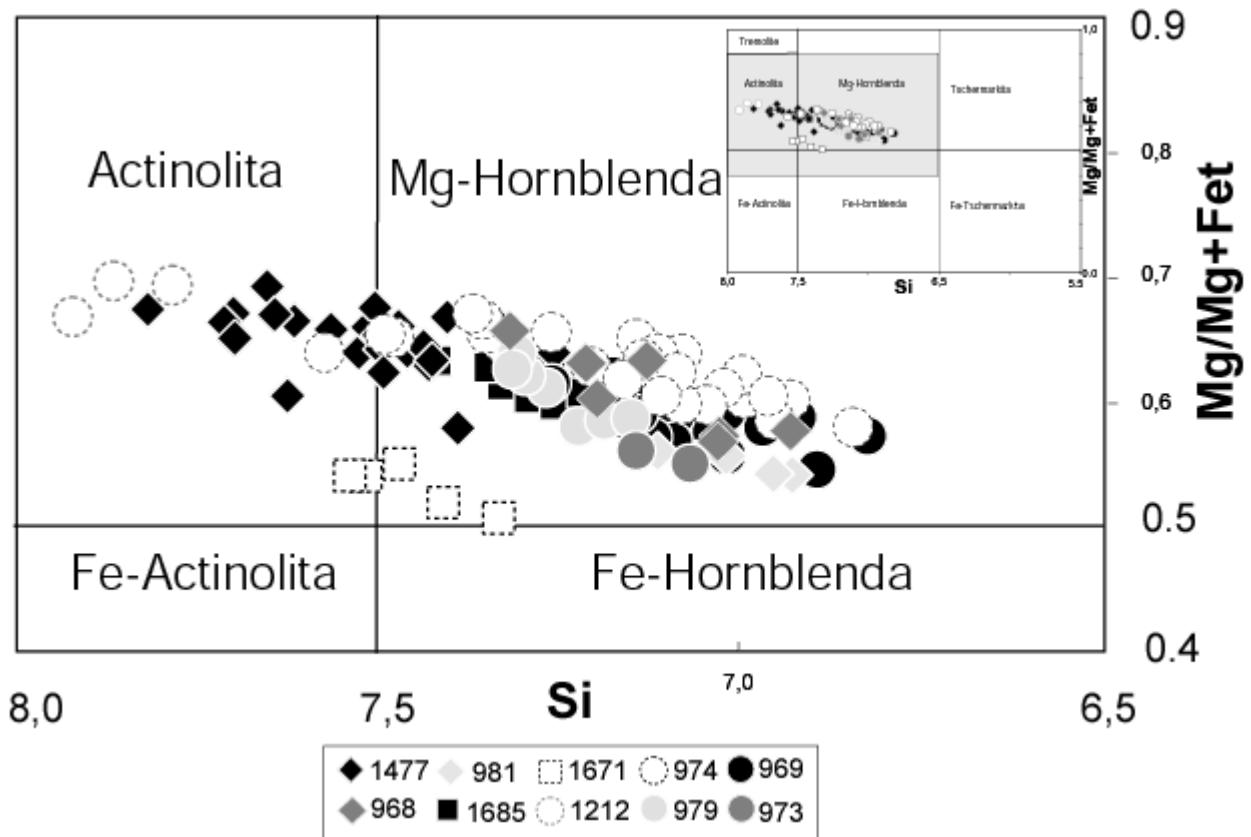 0.9
1,0
Tremolita
Actinolita
Mg-Hornblenda
Tschermarkita
Mg/Mg+Fet
Fe-Actinolita
Fe-Hornblenda
Fe-Tschermarkita
0.0
8,0
7,5
Si
6,5
5.5
Actinolita
Mg-Hornblenda
0,8
0,7
0,6
0.5
0.4
Mg/Mg+Fet
Fe-Actinolita
Fe-Hornblenda
8,0
7,5
Si
7,0
6,5
1477 981 1671 974 969
968 1685 1212 979 973